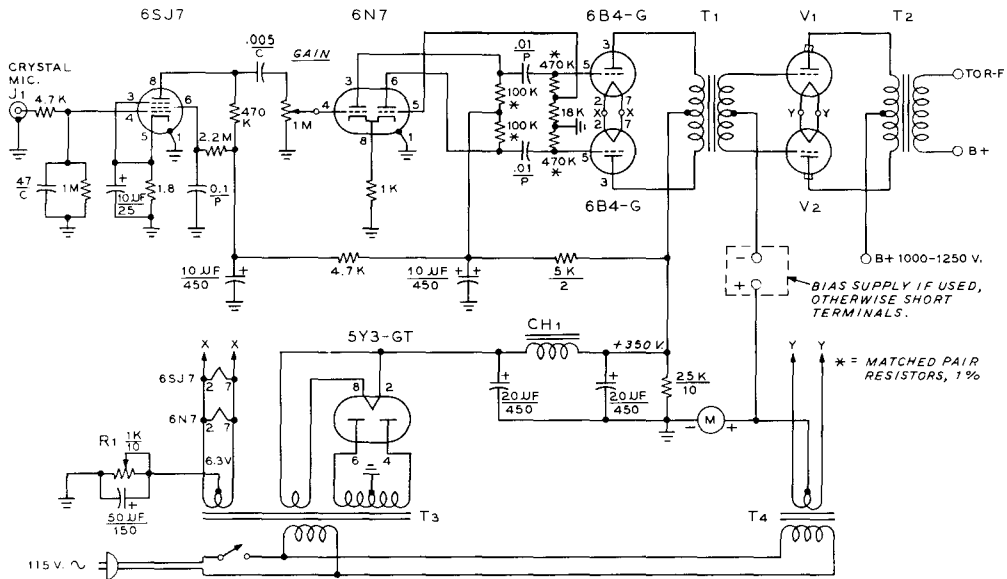 6SJ7
6N7
6B4-G
T1
V1
T2
CRYSTAL
MIC.
J1
4.7K
.005
C
GAIN
.01
P
*
470K
TO R-F
B+
3
8
4
6
5
1
470
K
2.2M
1M
3
6
4
5
8
1
100K
*
100K
*
18K
5
3
2
7
X
X
2
7
5
3
Y
Y
47
C
1M
10 UF
25
1.8
0.1
P
1K
.01
P
470K
*
6B4-G
V2
10 UF
450
4.7K
10 UF
450
5K
2
B+ 1000-1250 V.
-
+
BIAS SUPPLY IF USED,
OTHERWISE SHORT
TERMINALS.
5Y3-GT
CH1
+350 V.
X
X
Y
Y
* = MATCHED PAIR
RESISTORS, 1%
6SJ7
2
7
6N7
2
7
8
2
6
4
20 UF
450
20 UF
450
25K
10
-
M
+
R1
1K
10
6.3V
50 UF
150
T3
T4
115 V. ~